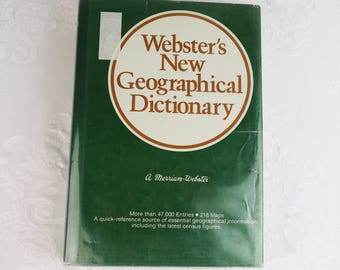 Webster's
New
Geographical
Dictionary
A Merriam-Webster
More than 47,000 Entries • 218 Maps
A quick-reference source of essential geographical information
including the latest census figures